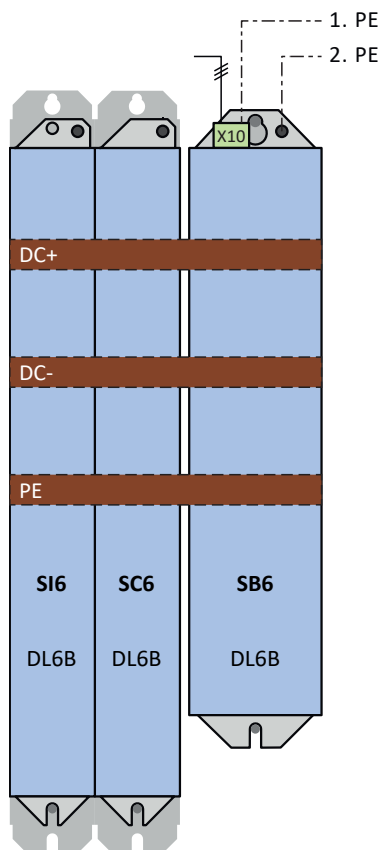 1. PE
2. PE
X10
DC+
DC-
PE
SI6 SC6 SB6
DL6B DL6B DL6B